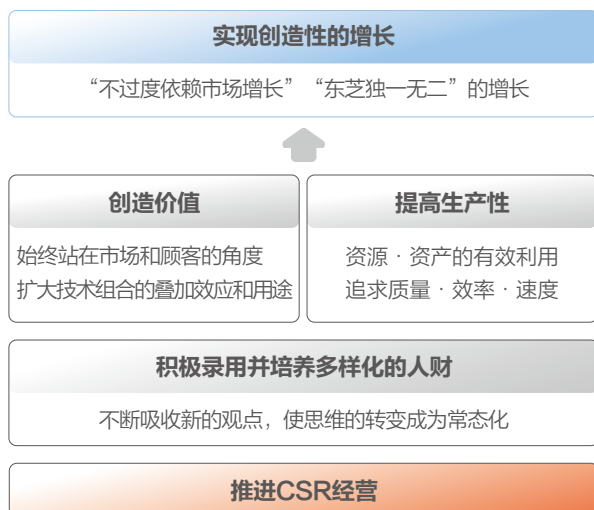 实现创造性的增长
“不过度依赖市场增长” “东芝独一无二”的增长
创造价值
始终站在市场和顾客的角度
扩大技术组合的叠加效应和用途
提高生产性
资源·资产的有效利用
追求质量·效率·速度
积极录用并培养多样化的人财
不断吸收新的观点，使思维的转变成为常态化
推进CSR经营